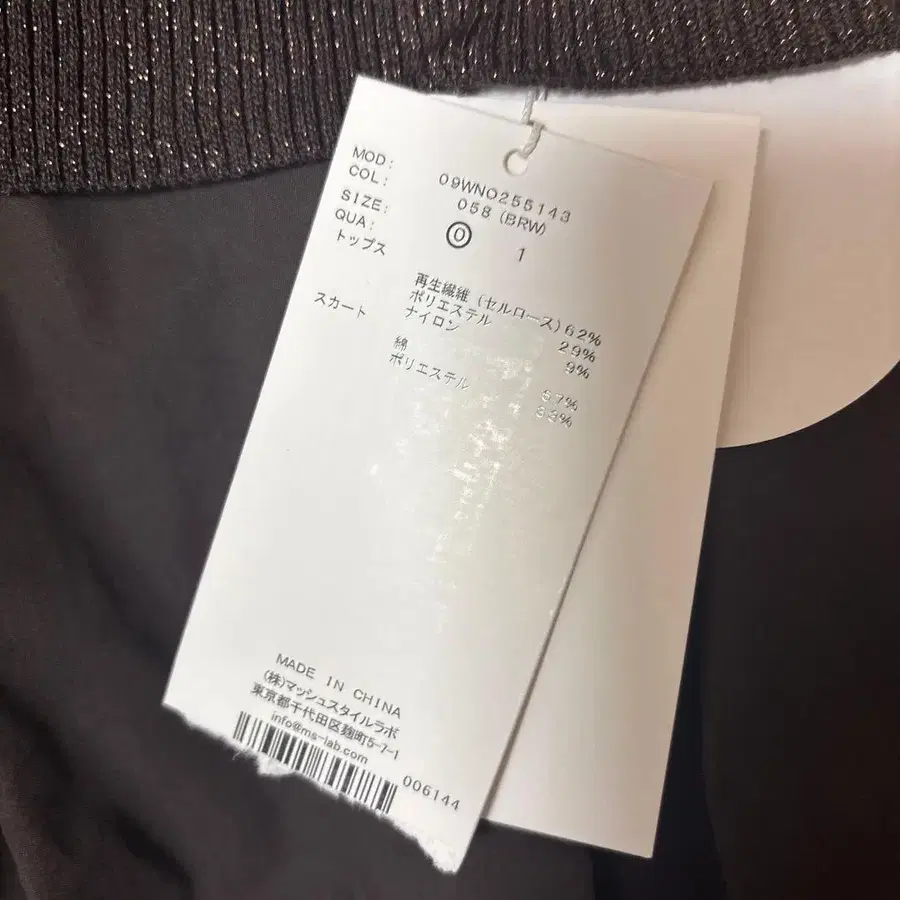 MOD: 09WNO255143
COL: 058 (BRW)
SIZE: 0 1
QUA:
トップス
再生繊維 (セルロース) 62%
ポリエステル 29%
ナイロン 9%
スカート
綿 67%
ポリエステル 33%
MADE IN CHINA
(株)マッシュスタイルラボ
東京都千代田区麹町5-7-1
info@ms-lab.com
006144